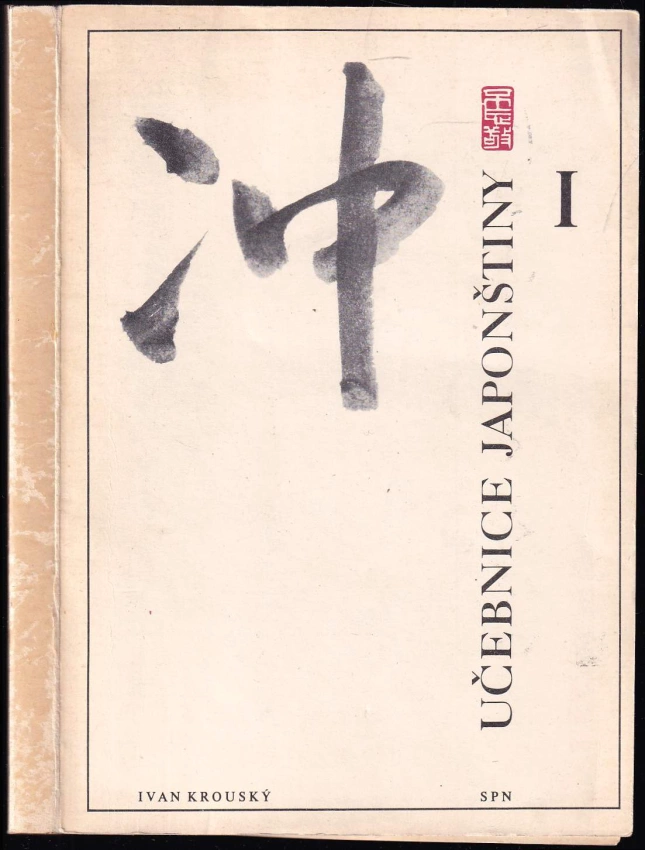 冲
I
UČEBNICE JAPONŠTINY
IVAN KROUSKÝ
SPN